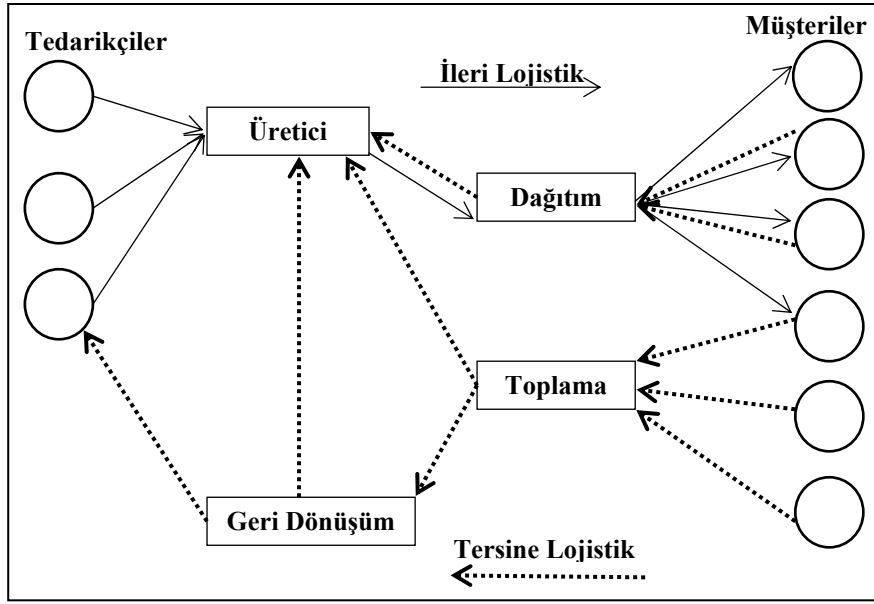 Tedarikçiler
Müşteriler
İleri Lojistik
Üretici
Dağıtım
Toplama
Geri Dönüşüm
Tersine Lojistik